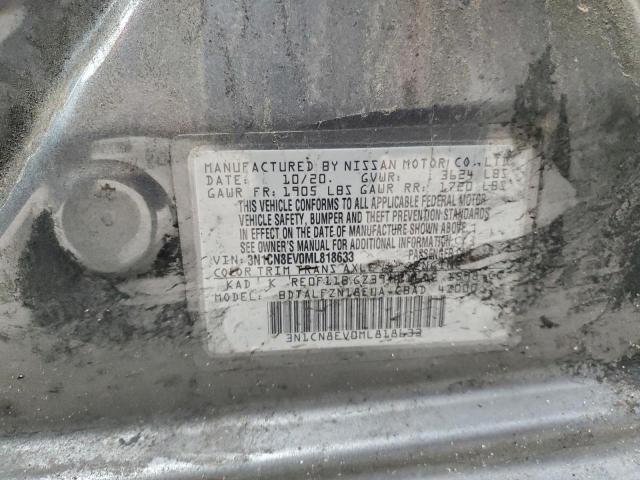 MANUFACTURED BY NISSAN MOTOR CO., LTD.
DATE: 10/20. GVWR: 3624 LBS
GAWR FR: 1905 LBS GAWR RR: 1720 LBS
THIS VEHICLE CONFORMS TO ALL APPLICABLE FEDERAL MOTOR
VEHICLE SAFETY, BUMPER AND THEFT PREVENTION STANDARDS
IN EFFECT ON THE DATE OF MANUFACTURE SHOWN ABOVE.
SEE OWNER'S MANUAL FOR ADDITIONAL INFORMATION
VIN: 3N1CN8EV0ML818633 PASSENGER
COLOR TRIM TRANS AXLE
KAD K RE0F11B
MODEL: BDTALFZN18EUA
3N1CN8EV0ML818633